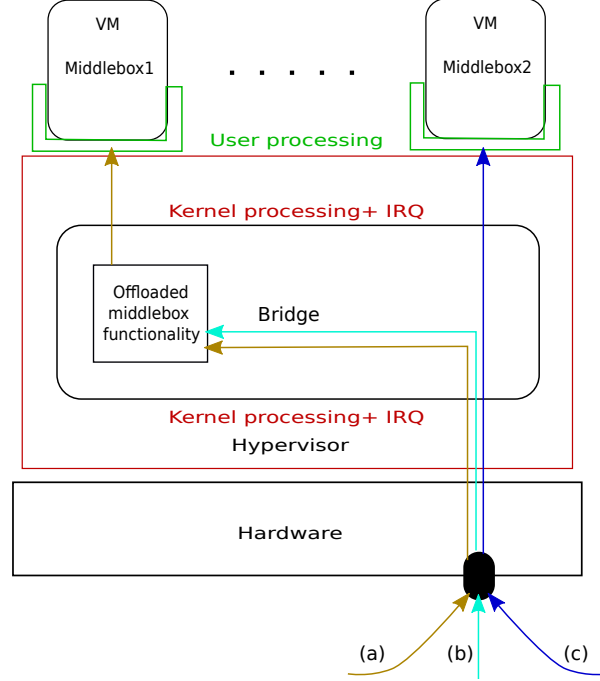 VM
Middlebox1
VM
Middlebox2
. . . . .
User processing
Kernel processing+ IRQ
Offloaded
middlebox
functionality
Bridge
Kernel processing+ IRQ
Hypervisor
Hardware
(a)
(b)
(c)